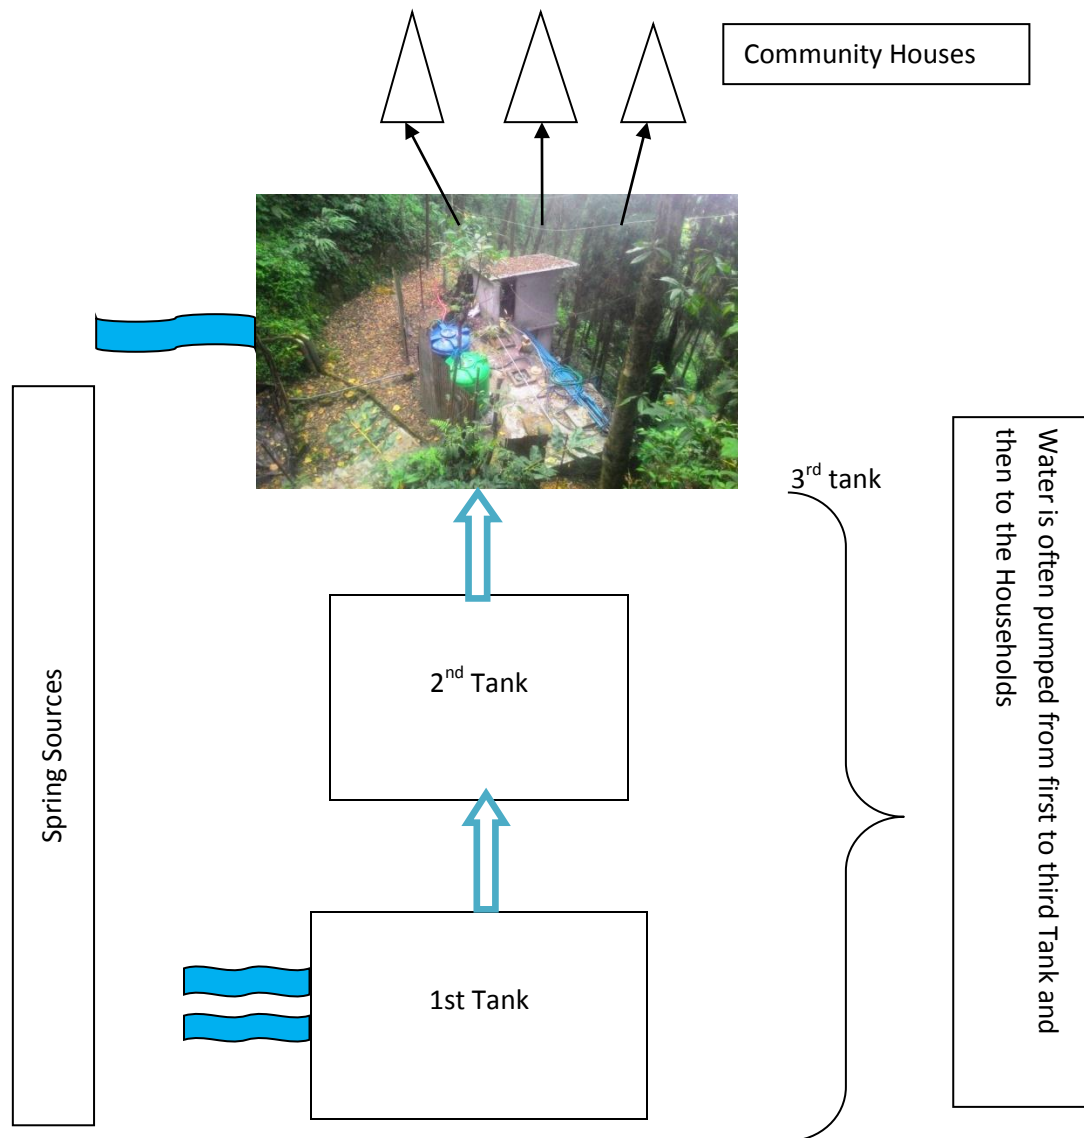 Community Houses
3rd tank
Water is often pumped from first to third Tank and
then to the Households
2nd Tank
Spring Sources
1st Tank